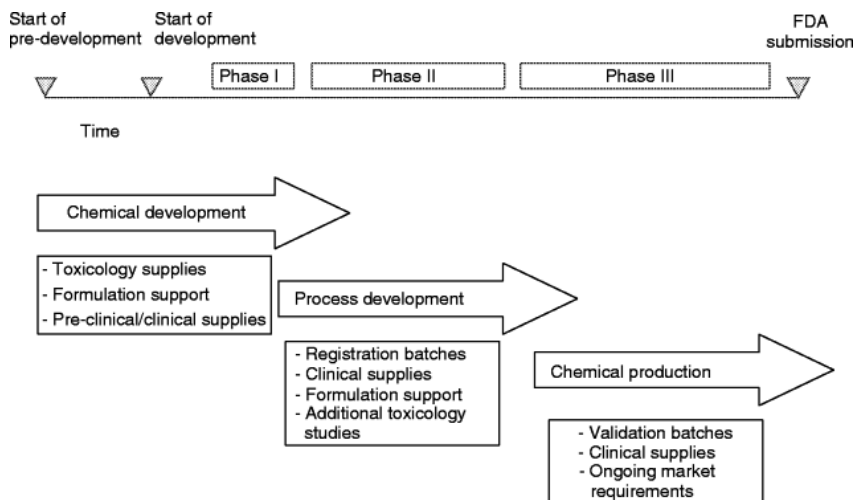 Start of
pre-development
Start of
development
FDA
submission
Phase I
Phase II
Phase III
Time
Chemical development
- Toxicology supplies
- Formulation support
- Pre-clinical/clinical supplies
Process development
- Registration batches
- Clinical supplies
- Formulation support
- Additional toxicology
studies
Chemical production
- Validation batches
- Clinical supplies
- Ongoing market
requirements